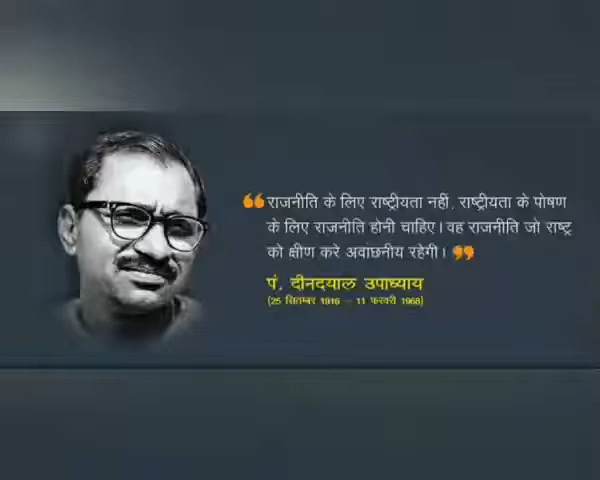 ❝ राजनीति के लिए राष्ट्रीयता नहीं, राष्ट्रीयता के पोषण
के लिए राजनीति होनी चाहिए। वह राजनीति जो राष्ट्र
को क्षीण करे अवांछनीय रहेगी। ❞
पं. दीनदयाल उपाध्याय
(25 सितम्बर 1916 - 11 फरवरी 1968)